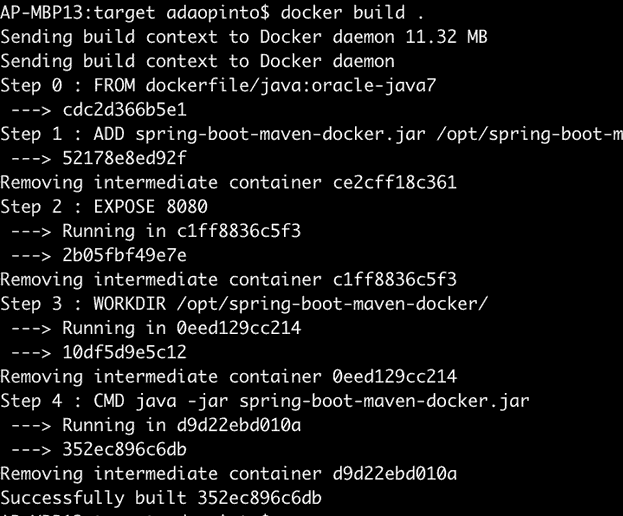 AP-MBP13:target adaopinto$ docker build .
Sending build context to Docker daemon 11.32 MB
Sending build context to Docker daemon
Step 0 : FROM dockerfile/java:oracle-java7
---> cdc2d366b5e1
Step 1 : ADD spring-boot-maven-docker.jar /opt/spring-boot-m
---> 52178e8ed92f
Removing intermediate container ce2cff18c361
Step 2 : EXPOSE 8080
---> Running in c1ff8836c5f3
---> 2b05fbf49e7e
Removing intermediate container c1ff8836c5f3
Step 3 : WORKDIR /opt/spring-boot-maven-docker/
---> Running in 0eed129cc214
---> 10df5d9e5c12
Removing intermediate container 0eed129cc214
Step 4 : CMD java -jar spring-boot-maven-docker.jar
---> Running in d9d22ebd010a
---> 352ec896c6db
Removing intermediate container d9d22ebd010a
Successfully built 352ec896c6db